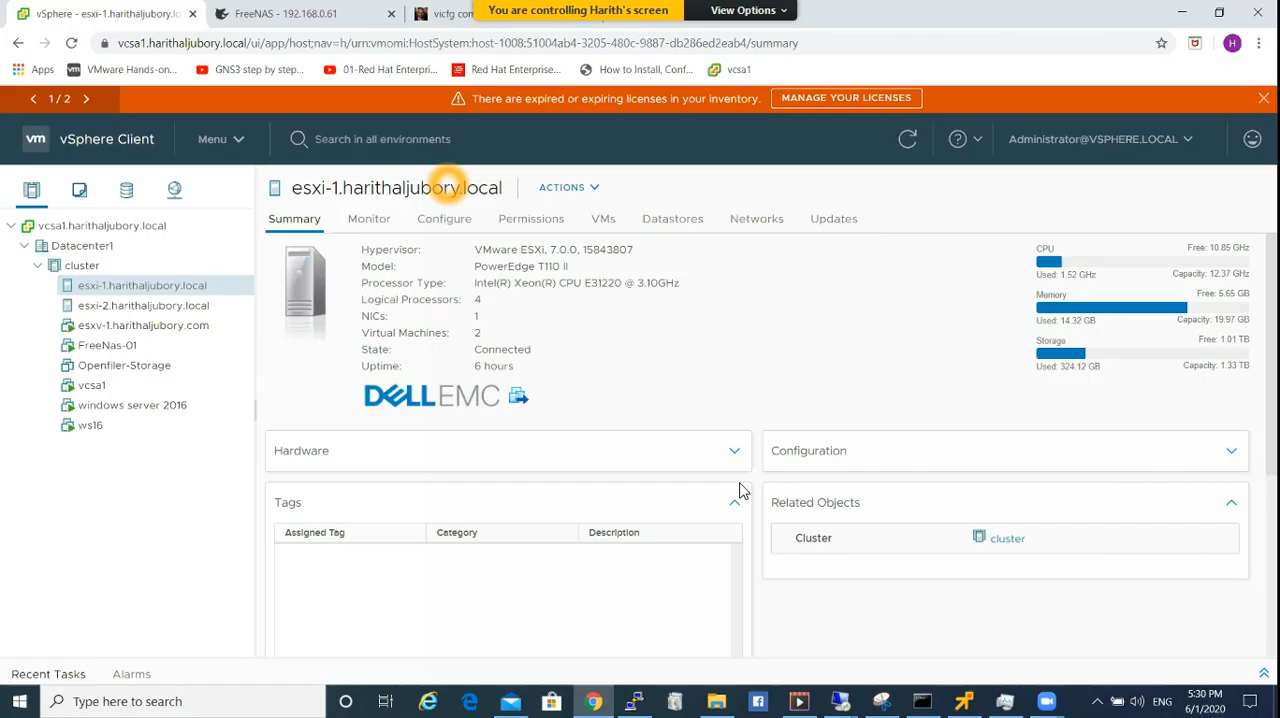 vSphere - esxi-1.harithaljubory.local
FreeNAS - 192.168.0.61
vicfg com
You are controlling Harith's screen
View Options
vcsa1.harithaljubory.local/ui/app/host;nav=h/urn:vmomi:HostSystem:host-1008:51004ab4-3205-480c-9887-db286ed2eab4/summary
H
Apps
VMware Hands-on...
GNS3 step by step...
01-Red Hat Enterpri...
Red Hat Enterprise...
How to Install, Conf...
vcsa1
1 / 2
There are expired or expiring licenses in your inventory.
MANAGE YOUR LICENSES
vm
vSphere Client
Menu
Search in all environments
Administrator@VSPHERE.LOCAL
vcsa1.harithaljubory.local
Datacenter1
cluster
esxi-1.harithaljubory.local
esxi-2.harithaljubory.local
esxv-1.harithaljubory.com
FreeNas-01
Openfiler-Storage
vcsa1
windows server 2016
ws16
esxi-1.harithaljubory.local
ACTIONS
Summary
Monitor
Configure
Permissions
VMs
Datastores
Networks
Updates
Hypervisor: VMware ESXi, 7.0.0, 15843807
Model: PowerEdge T110 II
Processor Type: Intel(R) Xeon(R) CPU E31220 @ 3.10GHz
Logical Processors: 4
NICs: 1
Virtual Machines: 2
State: Connected
Uptime: 6 hours
DELLEMC
CPU Free: 10.85 GHz
Used: 1.52 GHz Capacity: 12.37 GHz
Memory Free: 5.65 GB
Used: 14.32 GB Capacity: 19.97 GB
Storage Free: 1.01 TB
Used: 324.12 GB Capacity: 1.33 TB
Hardware
Configuration
Tags
Assigned Tag Category Description
Related Objects
Cluster cluster
Recent Tasks
Alarms
Type here to search
ENG
5:30 PM
6/1/2020